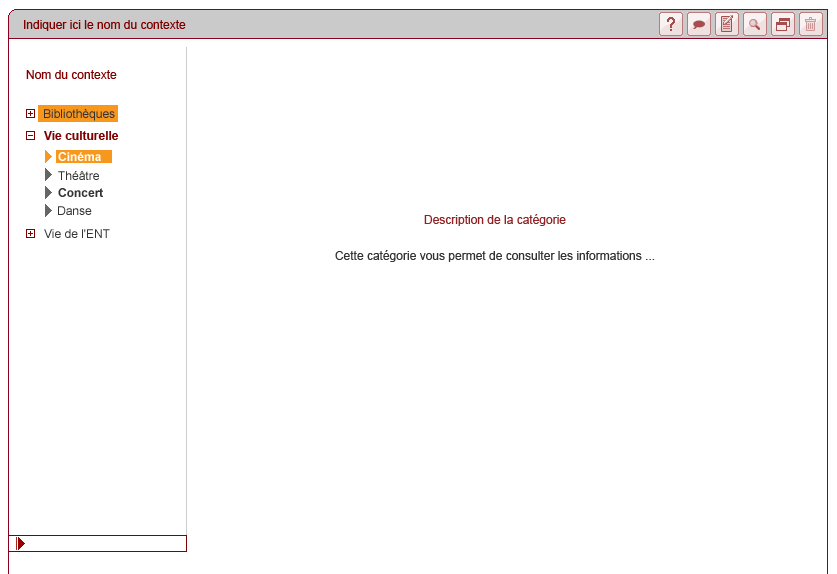 Indiquer ici le nom du contexte
?
Nom du contexte
Bibliothèques
Vie culturelle
Cinéma
Théâtre
Concert
Danse
Vie de l'ENT
Description de la catégorie
Cette catégorie vous permet de consulter les informations ...